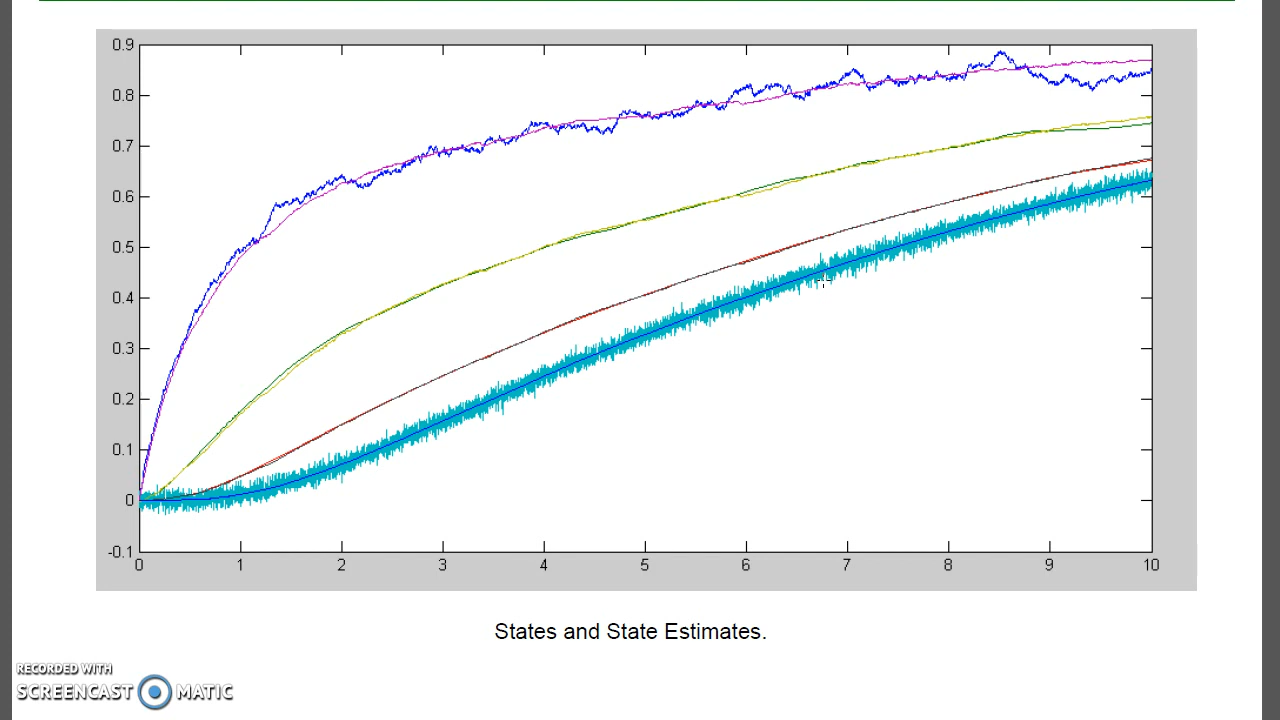 0.9
0.8
0.7
0.6
0.5
0.4
0.3
0.2
0.1
0
-0.1
0 1 2 3 4 5 6 7 8 9 10
States and State Estimates.
RECORDED WITH
SCREENCAST MATIC